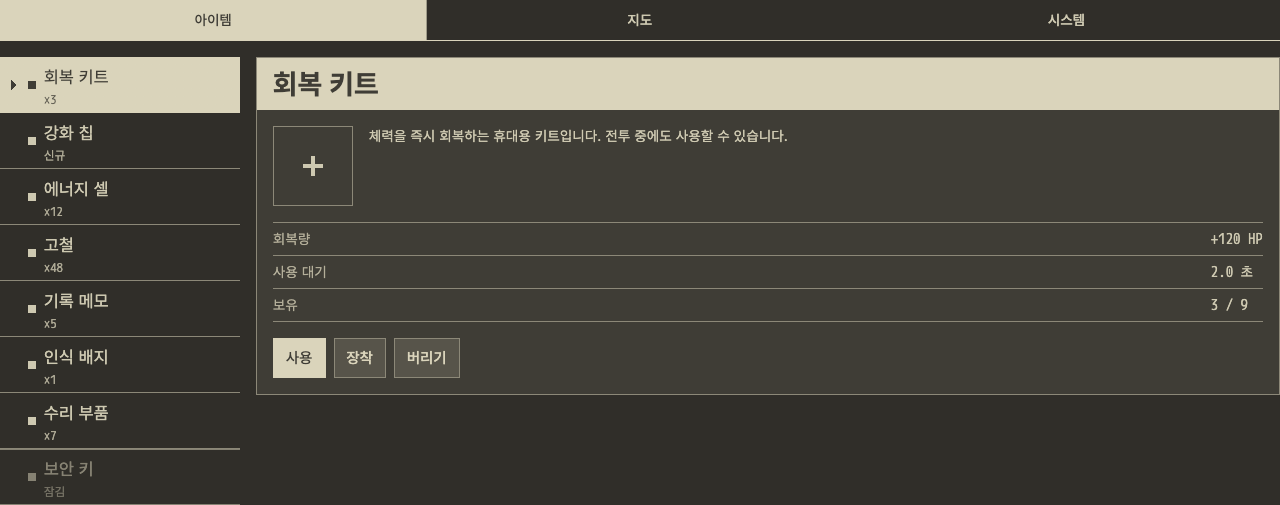 아이템
지도
시스템
회복 키트
x3
강화 칩
신규
에너지 셀
x12
고철
x48
기록 메모
x5
인식 배지
x1
수리 부품
x7
보안 키
잠김
회복 키트
체력을 즉시 회복하는 휴대용 키트입니다. 전투 중에도 사용할 수 있습니다.
회복량 +120 HP
사용 대기 2.0 초
보유 3 / 9
사용 장착 버리기